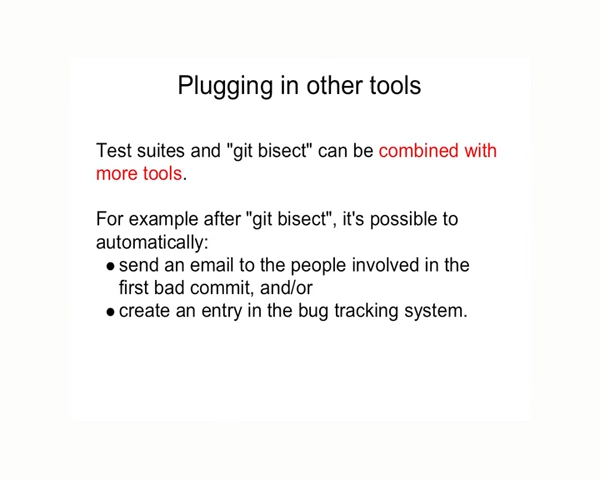 Plugging in other tools
Test suites and "git bisect" can be combined with
more tools.
For example after "git bisect", it's possible to
automatically:
● send an email to the people involved in the
first bad commit, and/or
● create an entry in the bug tracking system.